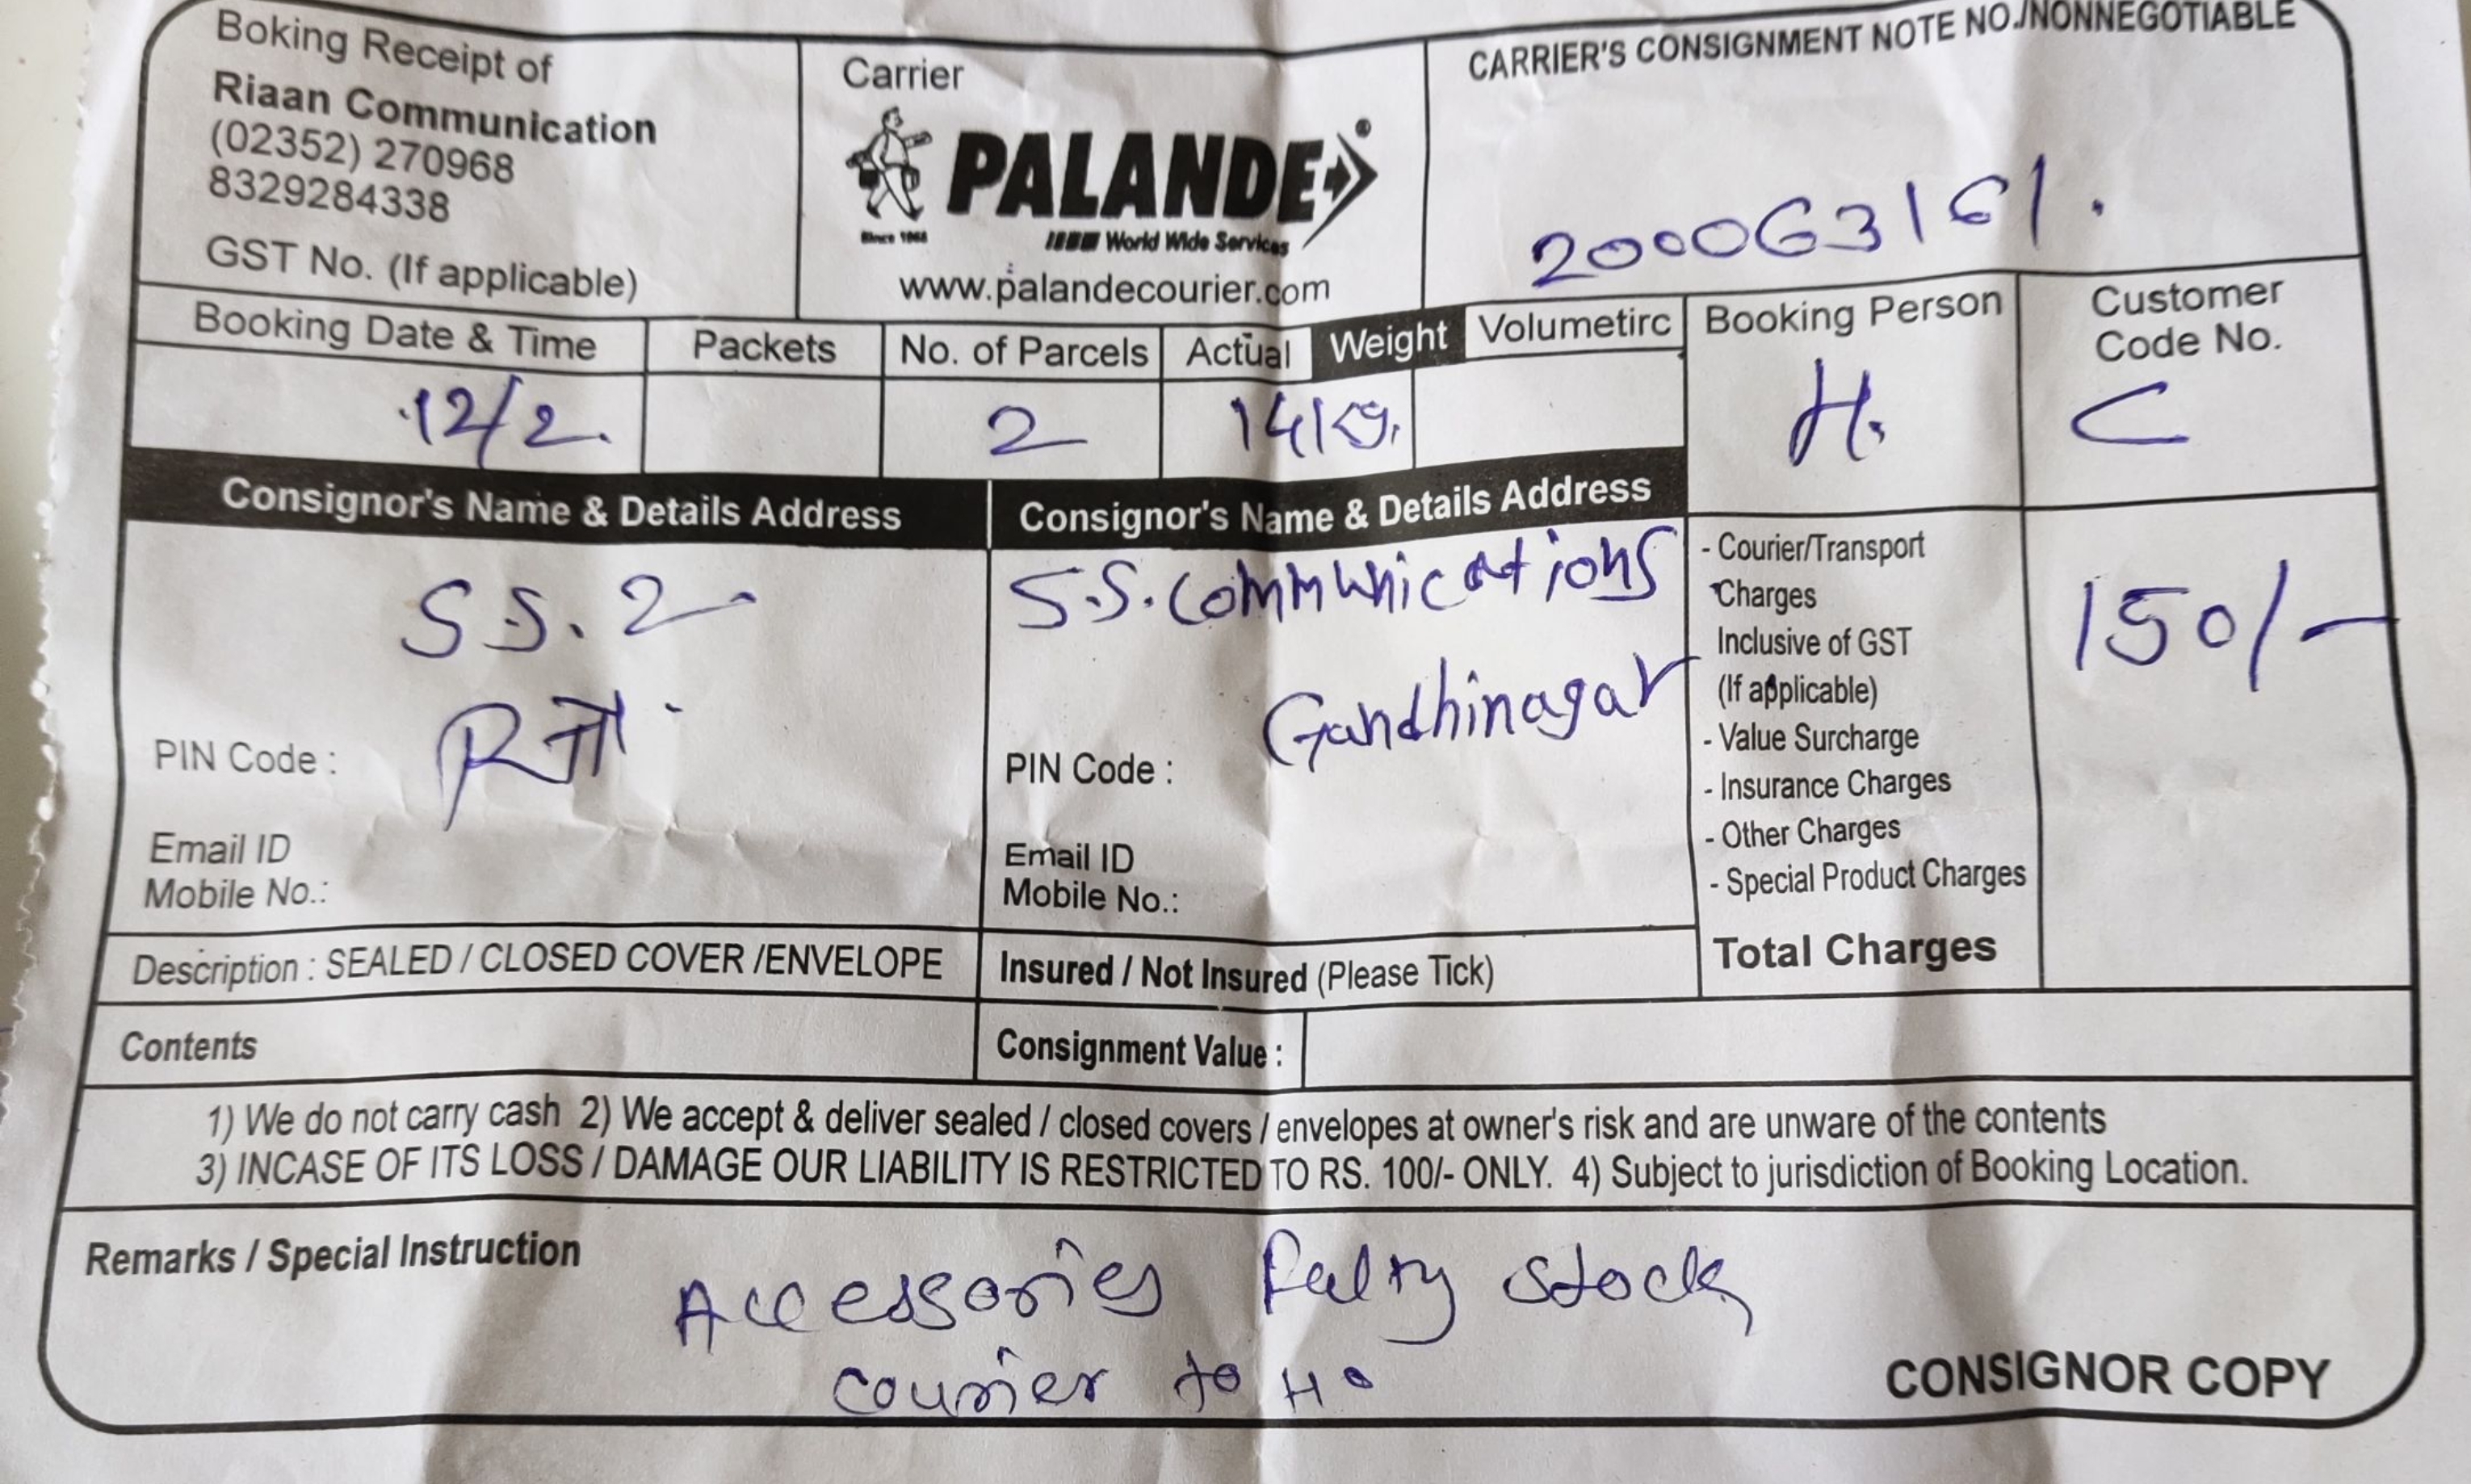 Boking Receipt of
Riaan Communication
(02352) 270968
8329284338
GST No. (If applicable)
Carrier
PALANDE
Since 1968
World Wide Services
www.palandecourier.com
CARRIER'S CONSIGNMENT NOTE NO./NONNEGOTIABLE
200063161.
Booking Date & Time
12/2.
Packets
No. of Parcels
2
Actual Weight Volumetirc
Booking Person
H.
Customer
Code No.
C
Consignor's Name & Details Address
S.S. 2
PIN Code :
Email ID
Mobile No.:
Consignor's Name & Details Address
S.S. Communications
Gandhinagar
PIN Code :
Email ID
Mobile No.:
- Courier/Transport
Charges
Inclusive of GST
(If applicable)
- Value Surcharge
- Insurance Charges
- Other Charges
- Special Product Charges
Total Charges
150/-
Description : SEALED / CLOSED COVER /ENVELOPE
Insured / Not Insured (Please Tick)
Contents
Consignment Value :
1) We do not carry cash 2) We accept & deliver sealed / closed covers / envelopes at owner's risk and are unware of the contents
3) INCASE OF ITS LOSS / DAMAGE OUR LIABILITY IS RESTRICTED TO RS. 100/- ONLY. 4) Subject to jurisdiction of Booking Location.
Remarks / Special Instruction
Accessories stock
courier to Ho
CONSIGNOR COPY